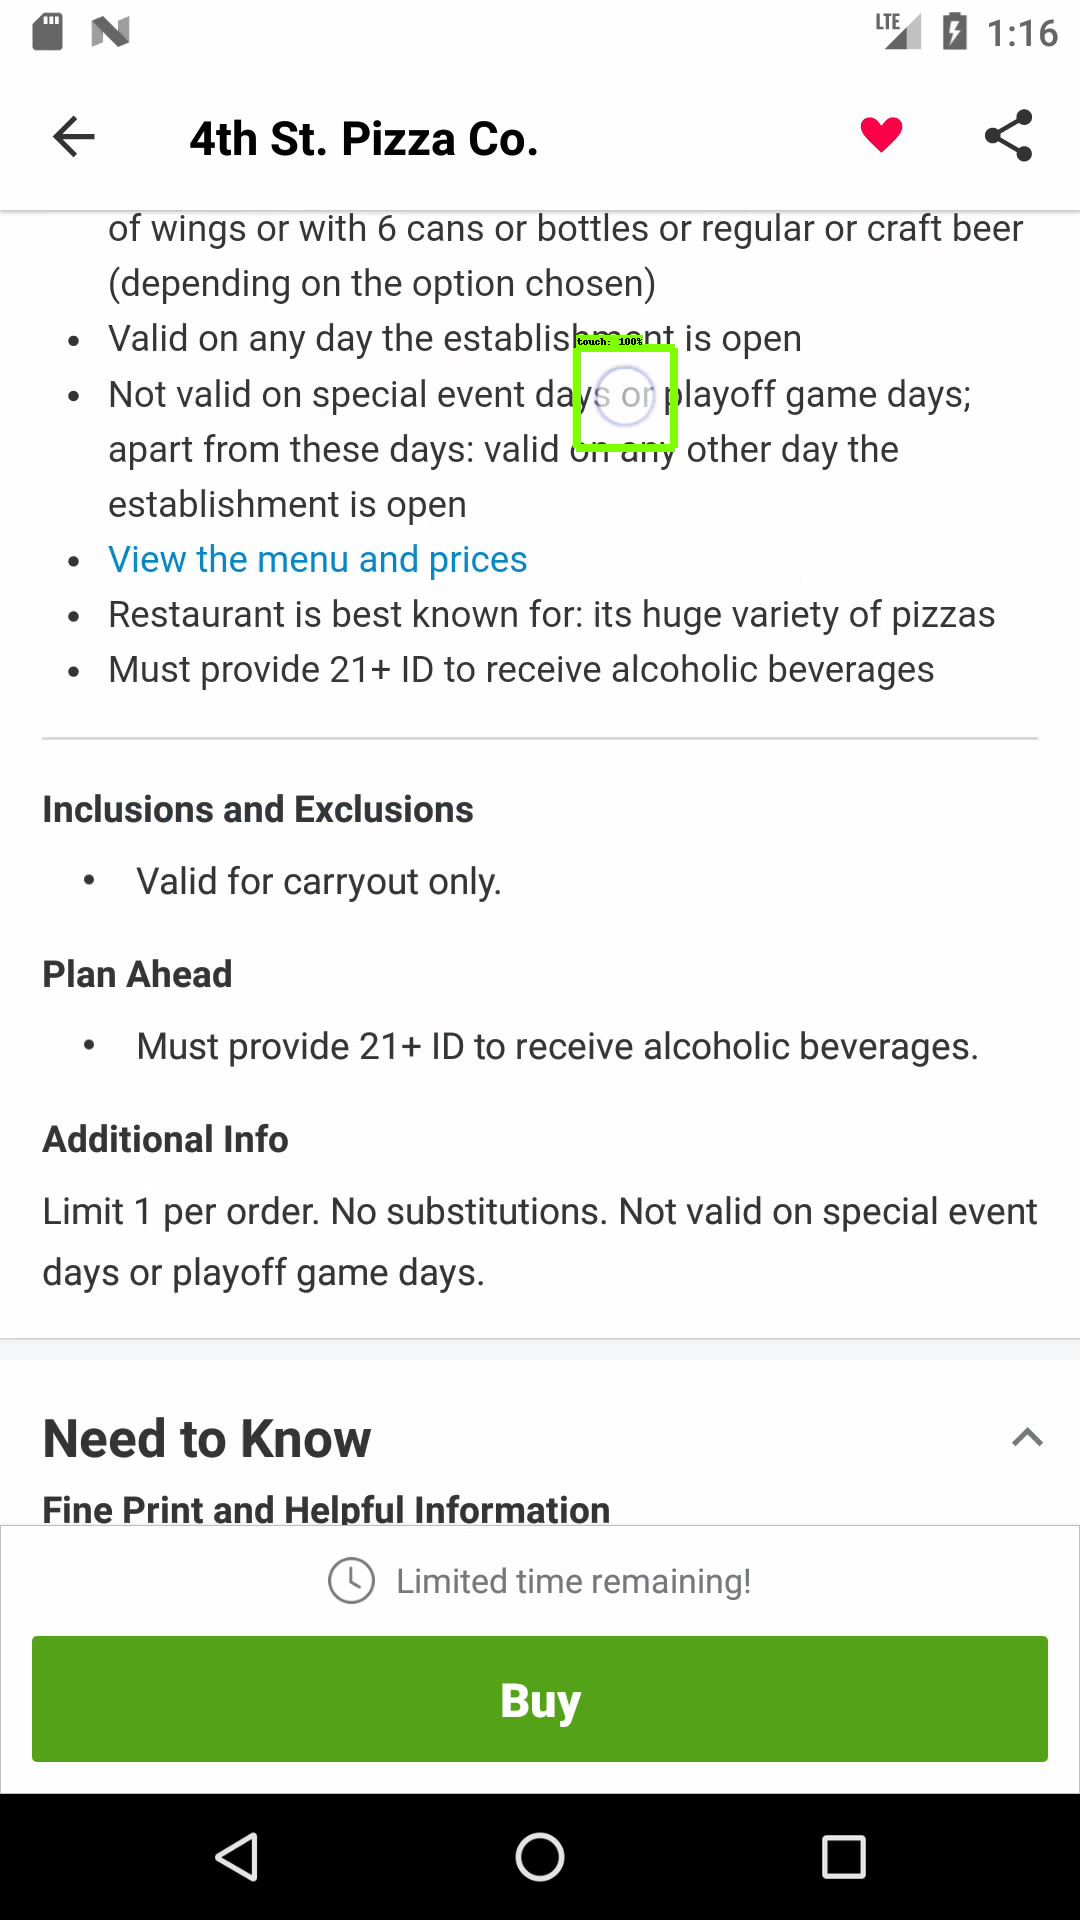 LTE 1:16
4th St. Pizza Co.
of wings or with 6 cans or bottles or regular or craft beer
(depending on the option chosen)
• Valid on any day the establishment is open
touch: 100%
• Not valid on special event days or playoff game days;
apart from these days: valid on any other day the
establishment is open
• View the menu and prices
• Restaurant is best known for: its huge variety of pizzas
• Must provide 21+ ID to receive alcoholic beverages
Inclusions and Exclusions
• Valid for carryout only.
Plan Ahead
• Must provide 21+ ID to receive alcoholic beverages.
Additional Info
Limit 1 per order. No substitutions. Not valid on special event
days or playoff game days.
Need to Know
Fine Print and Helpful Information
Limited time remaining!
Buy